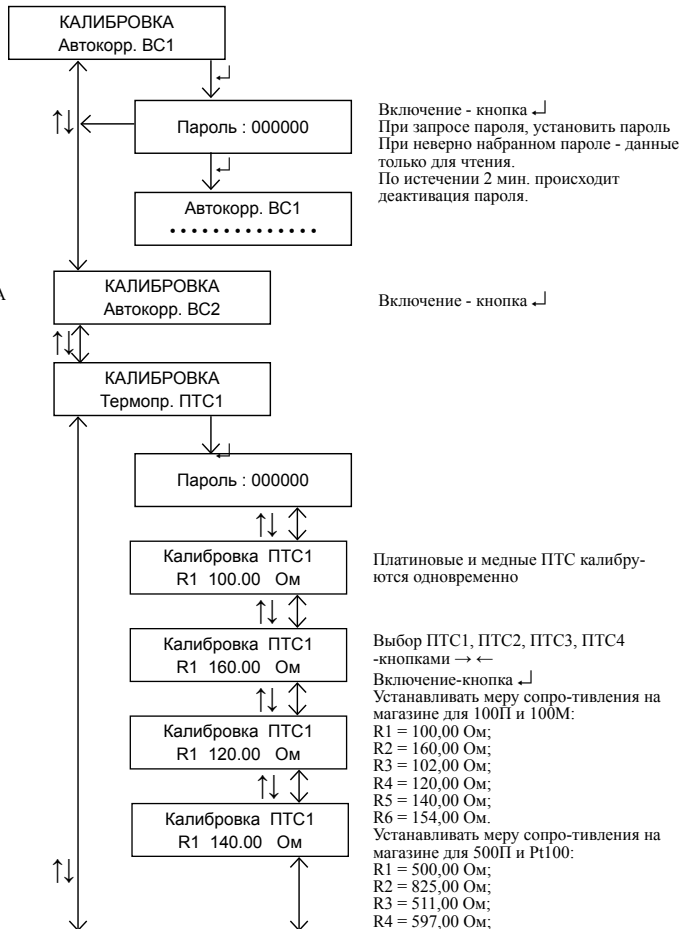 КАЛИБРОВКА
Автокорр. ВС1
Пароль : 000000
Включение - кнопка ↵
При запросе пароля, установить пароль
При неверно набранном пароле - данные
только для чтения.
По истечении 2 мин. происходит
деактивация пароля.
Автокорр. ВС1
• • • • • • • • • • • • • •
А
КАЛИБРОВКА
Автокорр. ВС2
Включение - кнопка ↵
КАЛИБРОВКА
Термопр. ПТС1
Пароль : 000000
Калибровка ПТС1
R1 100.00 Ом
Платиновые и медные ПТС калибру-
ются одновременно
Калибровка ПТС1
R1 160.00 Ом
Выбор ПТС1, ПТС2, ПТС3, ПТС4
-кнопками → ←
Включение-кнопка ↵
Устанавливать меру сопро-тивления на
магазине для 100П и 100М:
R1 = 100,00 Ом;
R2 = 160,00 Ом;
R3 = 102,00 Ом;
R4 = 120,00 Ом;
R5 = 140,00 Ом;
R6 = 154,00 Ом.
Калибровка ПТС1
R1 120.00 Ом
Калибровка ПТС1
R1 140.00 Ом
Устанавливать меру сопро-тивления на
магазине для 500П и Pt100:
R1 = 500,00 Ом;
R2 = 825,00 Ом;
R3 = 511,00 Ом;
R4 = 597,00 Ом;